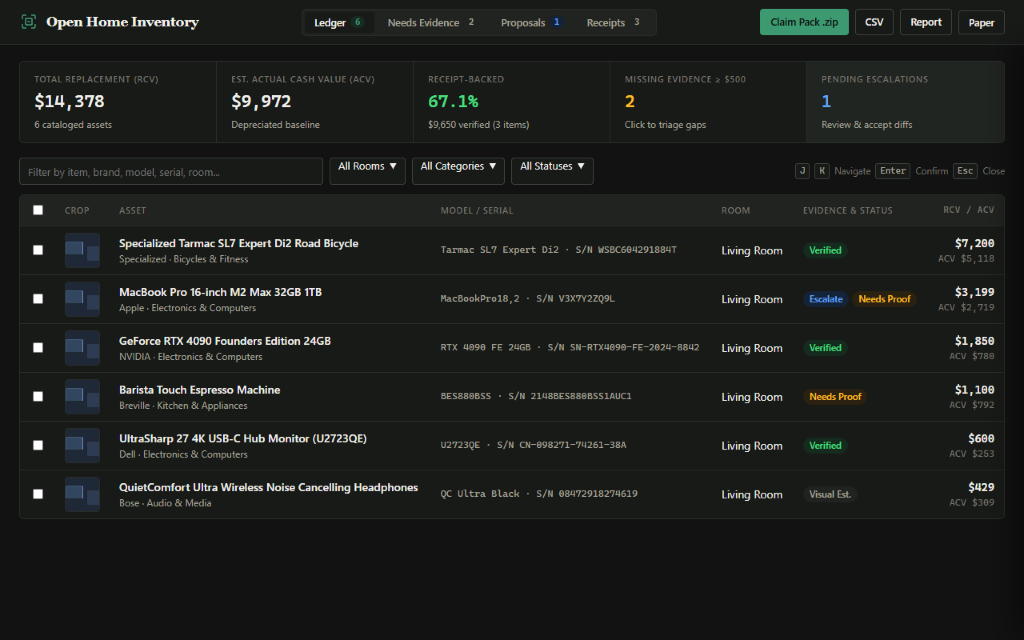 Open Home Inventory
Ledger 6 Needs Evidence 2 Proposals 1 Receipts 3
Claim Pack .zip CSV Report Paper
TOTAL REPLACEMENT (RCV) EST. ACTUAL CASH VALUE (ACV) RECEIPT-BACKED MISSING EVIDENCE ≥ $500 PENDING ESCALATIONS
$14,378 $9,972 67.1% 2 1
6 cataloged assets Depreciated baseline $9,650 verified (3 items) Click to triage gaps Review & accept diffs
Filter by item, brand, model, serial, room... All Rooms ▼ All Categories ▼ All Statuses ▼ J K Navigate Enter Confirm Esc Close
CROP ASSET MODEL / SERIAL ROOM EVIDENCE & STATUS RCV / ACV
Specialized Tarmac SL7 Expert Di2 Road Bicycle
Specialized · Bicycles & Fitness
Tarmac SL7 Expert Di2 · S/N WSBC604291884T Living Room Verified
$7,200
ACV $5,118
MacBook Pro 16-inch M2 Max 32GB 1TB
Apple · Electronics & Computers
MacBookPro18,2 · S/N V3X7Y2ZQ9L Living Room Escalate Needs Proof
$3,199
ACV $2,719
GeForce RTX 4090 Founders Edition 24GB
NVIDIA · Electronics & Computers
RTX 4090 FE 24GB · S/N SN-RTX4090-FE-2024-8842 Living Room Verified
$1,850
ACV $780
Barista Touch Espresso Machine
Breville · Kitchen & Appliances
BES880BSS · S/N 2148BES880BSS1AUC1 Living Room Needs Proof
$1,100
ACV $792
UltraSharp 27 4K USB-C Hub Monitor (U2723QE)
Dell · Electronics & Computers
U2723QE · S/N CN-098271-74261-38A Living Room Verified
$600
ACV $253
QuietComfort Ultra Wireless Noise Cancelling Headphones
Bose · Audio & Media
QC Ultra Black · S/N 08472918274619 Living Room Visual Est.
$429
ACV $309